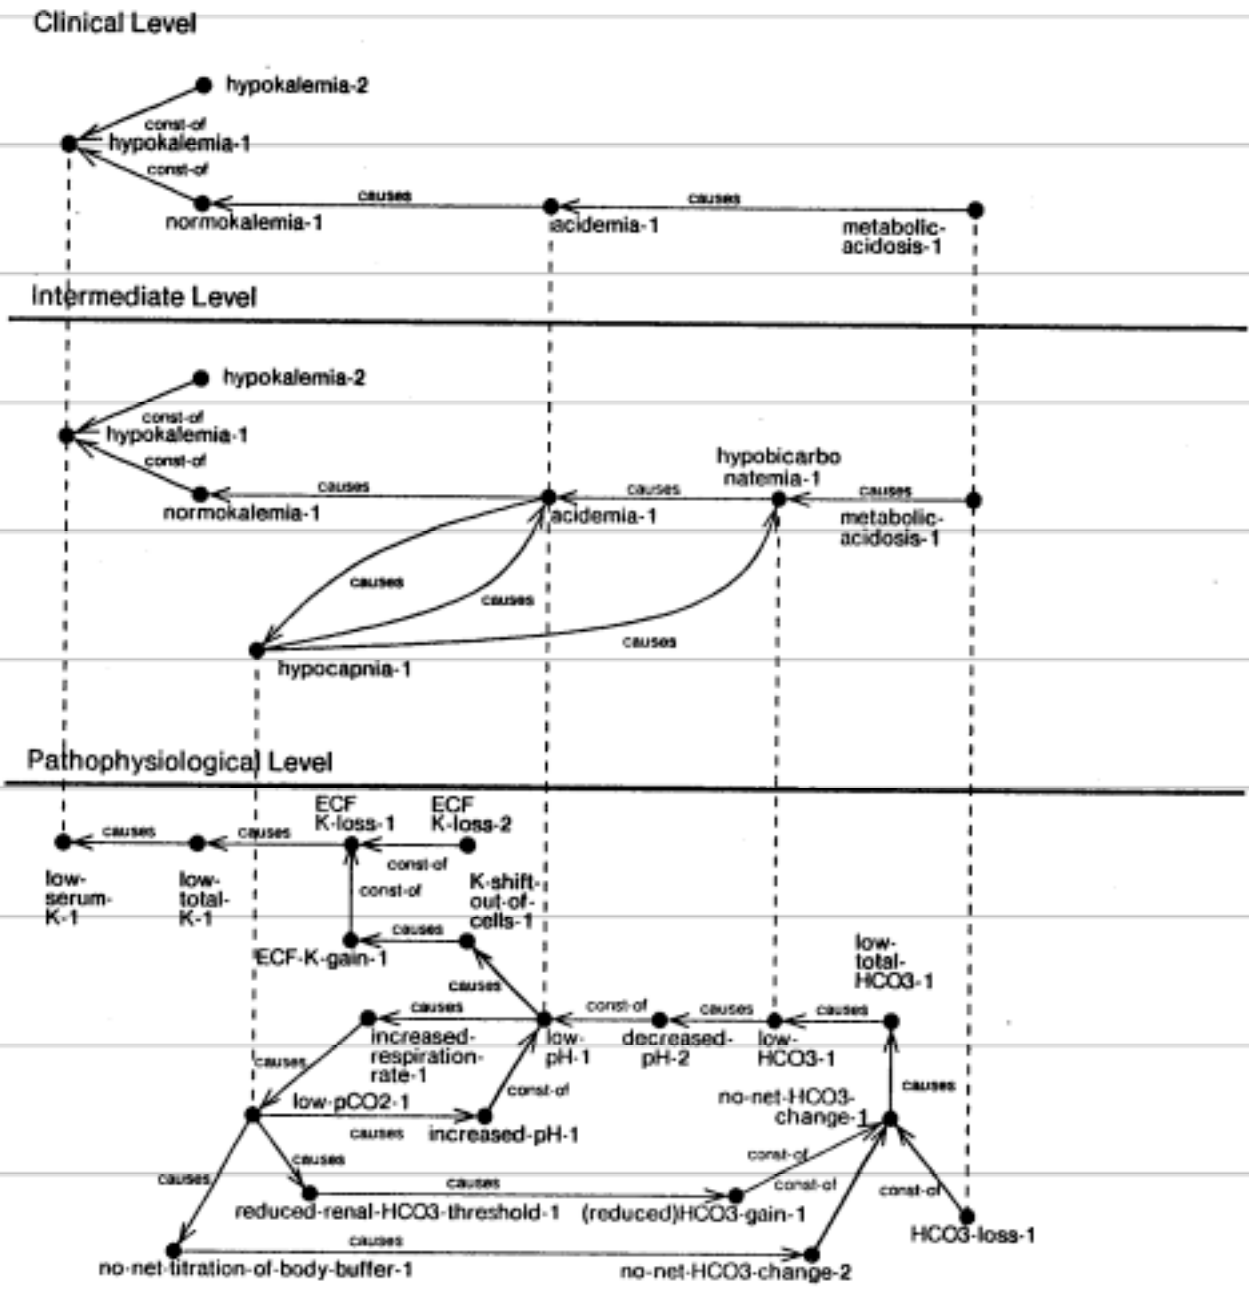 Clinical Level
hypokalemia-2
const-of
hypokalemia-1
const-of
causes
causes
normokalemia-1
acidemia-1
metabolic-
acidosis-1
Intermediate Level
hypokalemia-2
const-of
hypokalemia-1
const-of
hypobicarbo
natemia-1
causes
causes
causes
normokalemia-1
acidemia-1
metabolic-
acidosis-1
causes
causes
causes
hypocapnia-1
Pathophysiological Level
ECF
K-loss-1
ECF
K-loss-2
causes
causes
const-of
low-
serum-
K-1
low-
total-
K-1
const-of
K-shift-
out-of-
cells-1
causes
ECF-K-gain-1
low-
total-
HCO3-1
causes
causes
const-of
causes
causes
increased-
respiration-
rate-1
low-
pH-1
decreased-
pH-2
low-
HCO3-1
causes
const-of
causes
low-pCO2-1
no-net-HCO3-
change-1
causes
increased-pH-1
causes
const-of
causes
causes
const-of
const-of
reduced-renal-HCO3-threshold-1
(reduced)HCO3-gain-1
HCO3-loss-1
causes
no-net-titration-of-body-buffer-1
no-net-HCO3-change-2